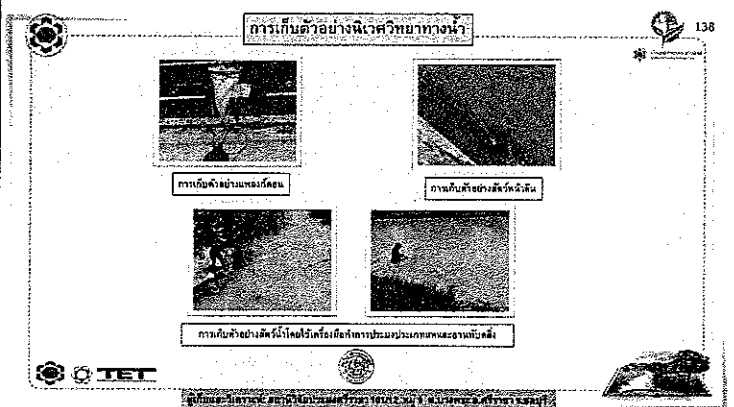 การเก็บตัวอย่างนิเวศวิทยาทางน้ำ
138
การเก็บตัวอย่างแพลงก์ตอน
การเก็บตัวอย่างสัตว์หน้าดิน
การเก็บตัวอย่างสัตว์น้ำโดยใช้เครื่องมือทำการประมงประเภทแหและอวนทับตลิ่ง
TET